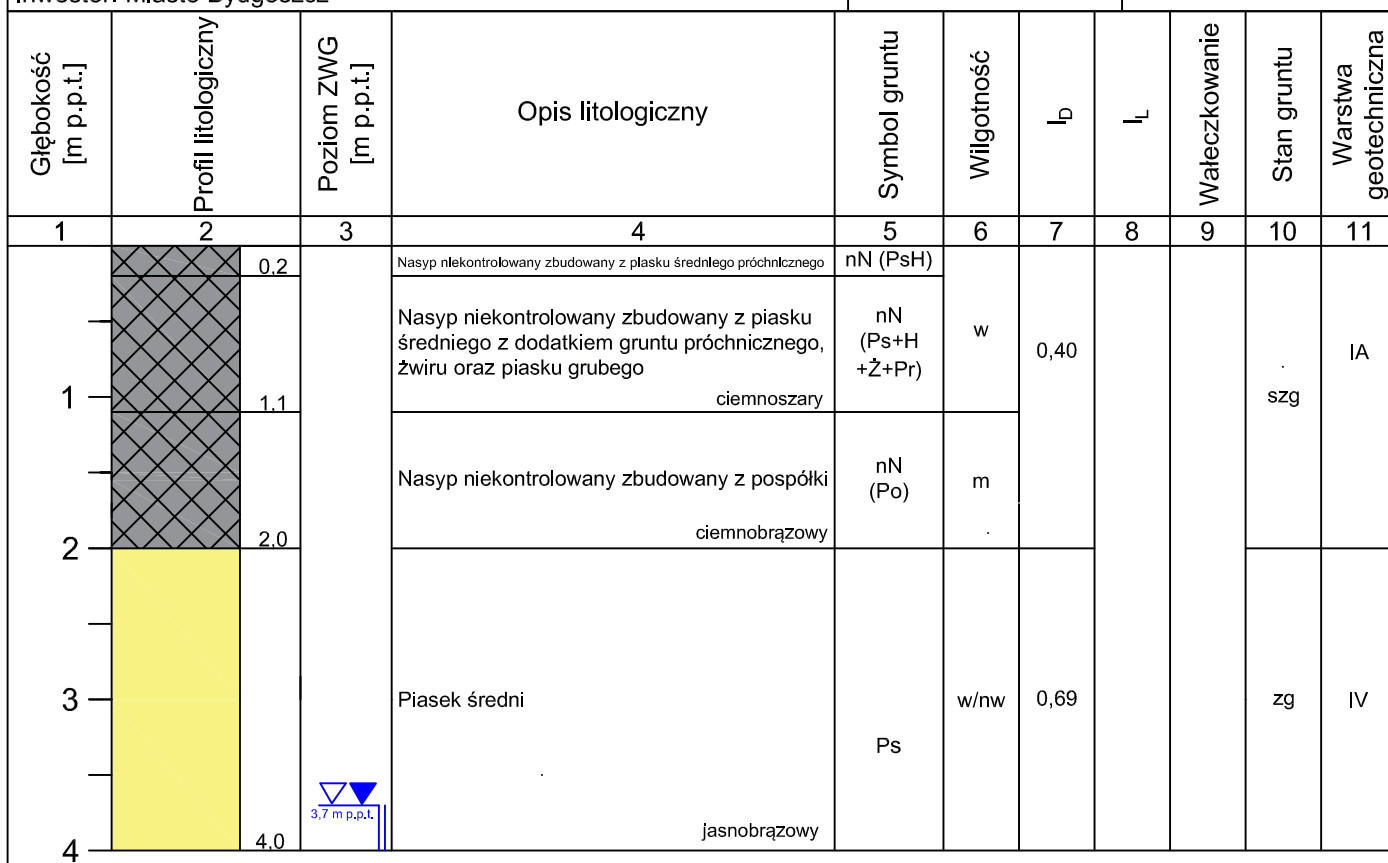 Inwestor: Miasto Bydgoszcz
Głębokość
[m p.p.t.]
Profil litologiczny
Poziom ZWG
[m p.p.t.]
Opis litologiczny
Symbol gruntu
Wilgotność
I_D
I_L
Wałeczkowanie
Stan gruntu
Warstwa
geotechniczna
1 2 3 4 5 6 7 8 9 10 11
0,2
Nasyp niekontrolowany zbudowany z piasku średniego próchnicznego
nN (PsH)
Nasyp niekontrolowany zbudowany z piasku
średniego z dodatkiem gruntu próchnicznego,
żwiru oraz piasku grubego
ciemnoszary
nN
(Ps+H
+Ż+Pr)
w
0,40
szg
IA
1
1,1
Nasyp niekontrolowany zbudowany z pospółki
ciemnobrązowy
nN
(Po)
m
2
2,0
3
Piasek średni
jasnobrązowy
Ps
w/nw
0,69
zg
IV
3,7 m p.p.t.
4,0
4